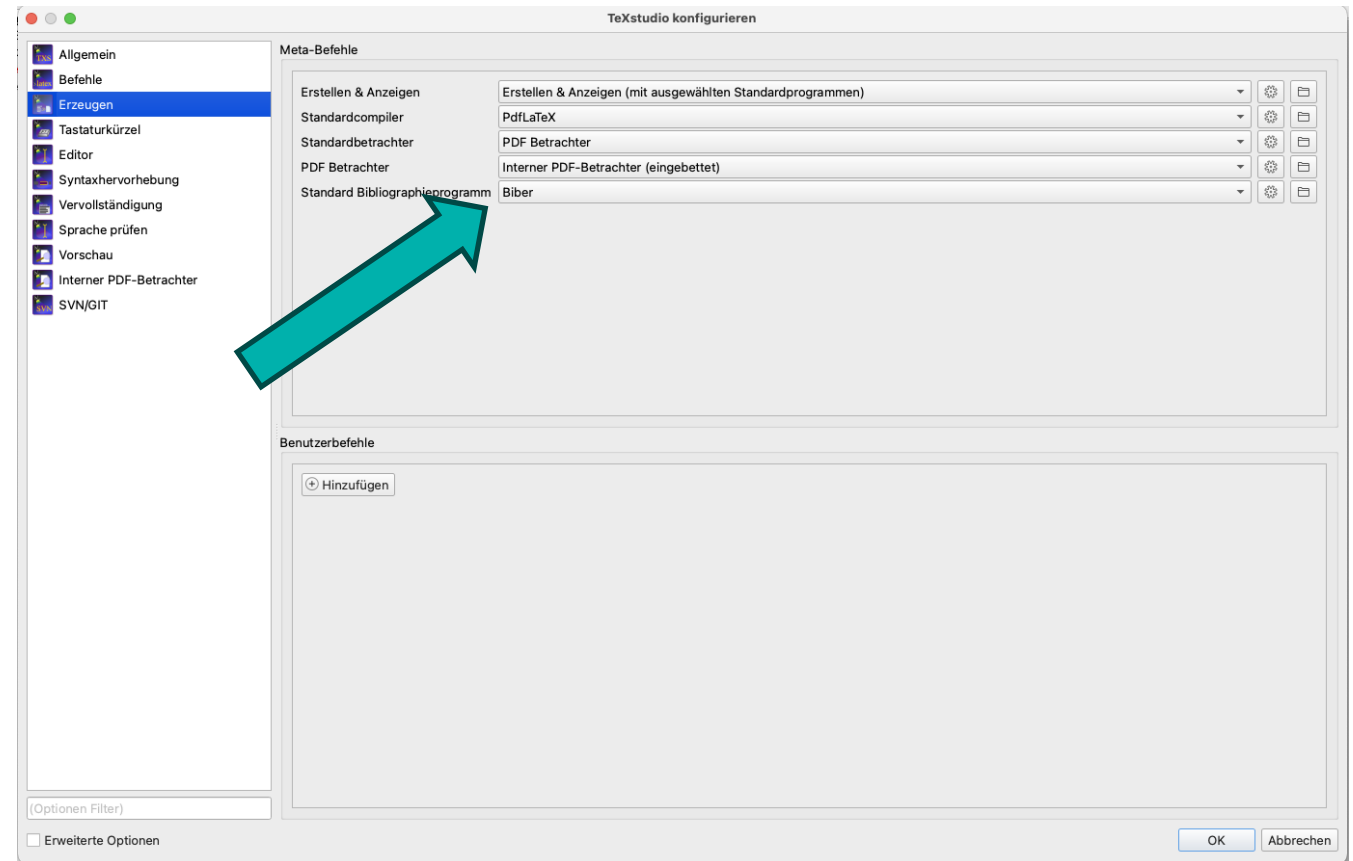 TeXstudio konfigurieren
Allgemein
Befehle
Erzeugen
Tastaturkürzel
Editor
Syntaxhervorhebung
Vervollständigung
Sprache prüfen
Vorschau
Interner PDF-Betrachter
SVN/GIT
(Optionen Filter)
Erweiterte Optionen
Meta-Befehle
Erstellen & Anzeigen Erstellen & Anzeigen (mit ausgewählten Standardprogrammen)
Standardcompiler PdfLaTeX
Standardbetrachter PDF Betrachter
PDF Betrachter Interner PDF-Betrachter (eingebettet)
Standard Bibliographieprogramm Biber
Benutzerbefehle
Hinzufügen
OK Abbrechen